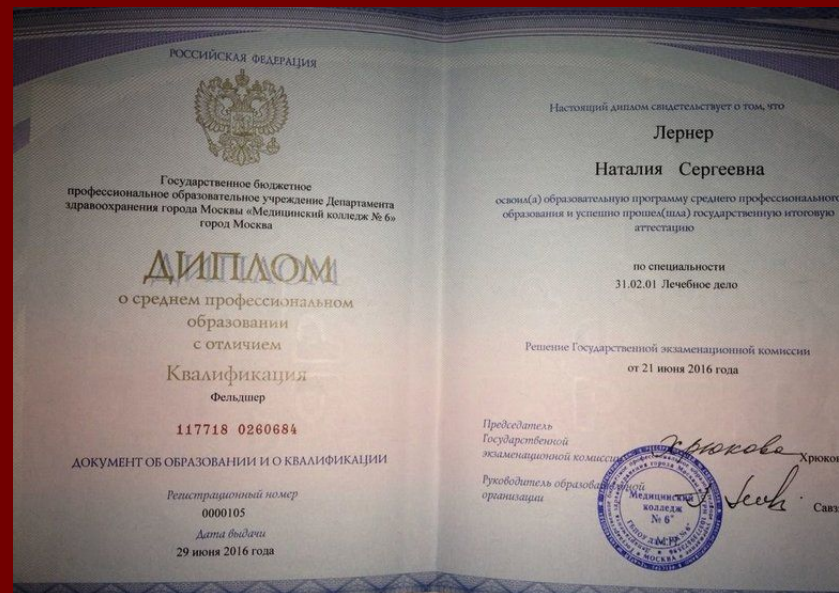 РОССИЙСКАЯ ФЕДЕРАЦИЯ
Государственное бюджетное
профессиональное образовательное учреждение Департамента
здравоохранения города Москвы «Медицинский колледж № 6»
город Москва
ДИПЛОМ
о среднем профессиональном
образовании
с отличием
Квалификация
Фельдшер
117718 0260684
ДОКУМЕНТ ОБ ОБРАЗОВАНИИ И О КВАЛИФИКАЦИИ
Регистрационный номер
0000105
Дата выдачи
29 июня 2016 года
Настоящий диплом свидетельствует о том, что
Лернер
Наталия Сергеевна
освоил(а) образовательную программу среднего профессионального
образования и успешно прошел(шла) государственную итоговую
аттестацию
по специальности
31.02.01 Лечебное дело
Решение Государственной экзаменационной комиссии
от 21 июня 2016 года
Председатель
Государственной
экзаменационной комиссии
Хрюкова
Хрюков
Руководитель образовательной
организации
Савз
Медицинский
колледж
№ 6"
МОСКВА